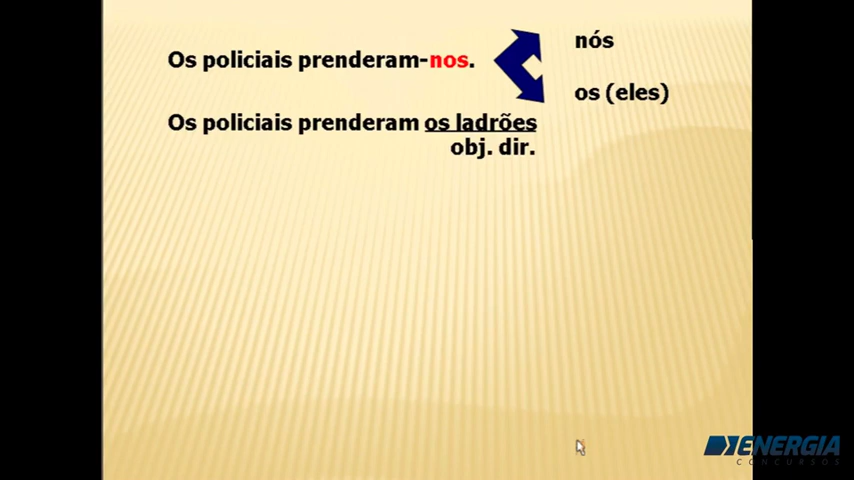 Os policiais prenderam-nos.
nós
os (eles)
Os policiais prenderam os ladrões
obj. dir.
ENERGIA
CONCURSOS